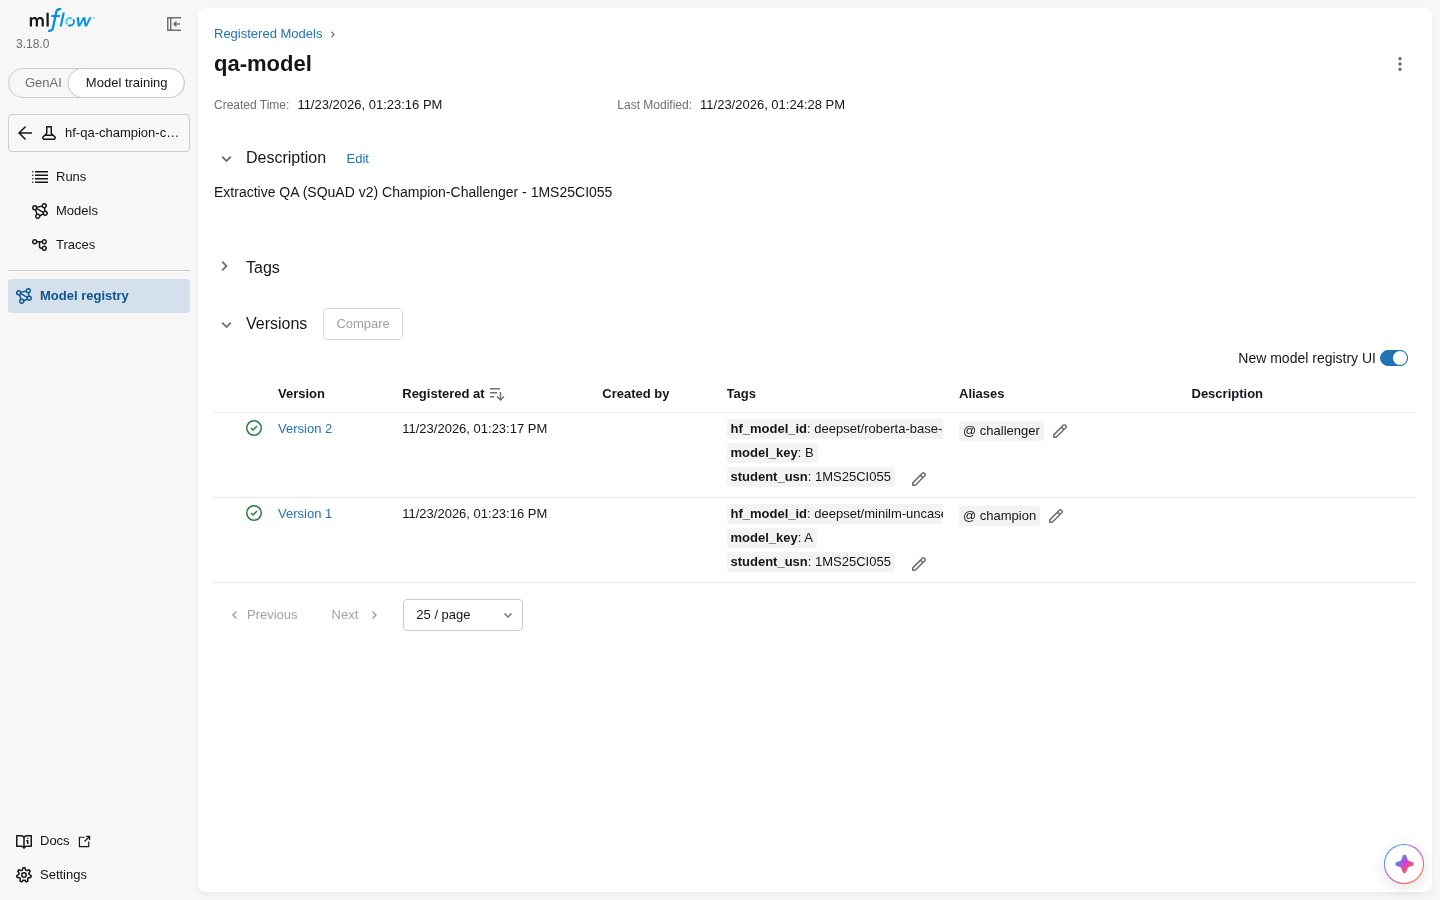 mlflow
3.18.0
GenAI Model training
hf-qa-champion-c...
Runs
Models
Traces
Model registry
Docs
Settings
Registered Models
qa-model
Created Time: 11/23/2026, 01:23:16 PM Last Modified: 11/23/2026, 01:24:28 PM
Description Edit
Extractive QA (SQuAD v2) Champion-Challenger - 1MS25CI055
Tags
Versions Compare
New model registry UI
Version Registered at Created by Tags Aliases Description
Version 2 11/23/2026, 01:23:17 PM hf_model_id: deepset/roberta-base- @ challenger
model_key: B
student_usn: 1MS25CI055
Version 1 11/23/2026, 01:23:16 PM hf_model_id: deepset/minilm-uncase @ champion
model_key: A
student_usn: 1MS25CI055
Previous Next 25 / page